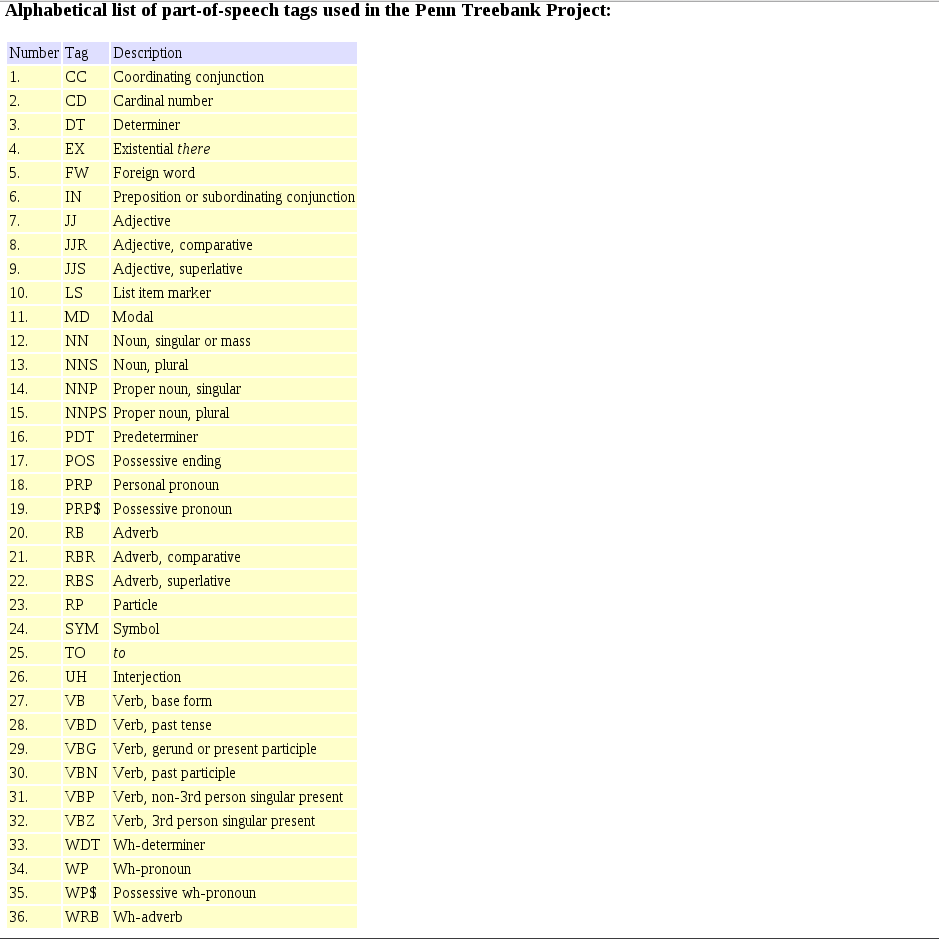 Alphabetical list of part-of-speech tags used in the Penn Treebank Project:
Number Tag Description
1. CC Coordinating conjunction
2. CD Cardinal number
3. DT Determiner
4. EX Existential there
5. FW Foreign word
6. IN Preposition or subordinating conjunction
7. JJ Adjective
8. JJR Adjective, comparative
9. JJS Adjective, superlative
10. LS List item marker
11. MD Modal
12. NN Noun, singular or mass
13. NNS Noun, plural
14. NNP Proper noun, singular
15. NNPS Proper noun, plural
16. PDT Predeterminer
17. POS Possessive ending
18. PRP Personal pronoun
19. PRP$ Possessive pronoun
20. RB Adverb
21. RBR Adverb, comparative
22. RBS Adverb, superlative
23. RP Particle
24. SYM Symbol
25. TO to
26. UH Interjection
27. VB Verb, base form
28. VBD Verb, past tense
29. VBG Verb, gerund or present participle
30. VBN Verb, past participle
31. VBP Verb, non-3rd person singular present
32. VBZ Verb, 3rd person singular present
33. WDT Wh-determiner
34. WP Wh-pronoun
35. WP$ Possessive wh-pronoun
36. WRB Wh-adverb